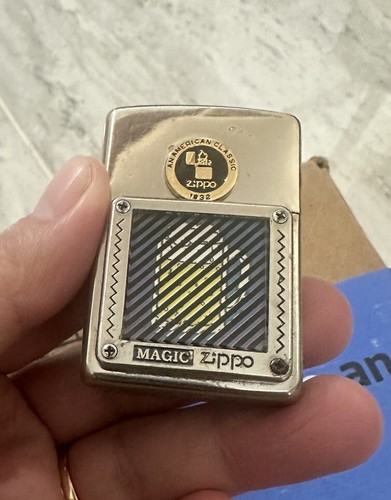 AN AMERICAN CLASSIC
zippo
1932
MAGIC zippo
an